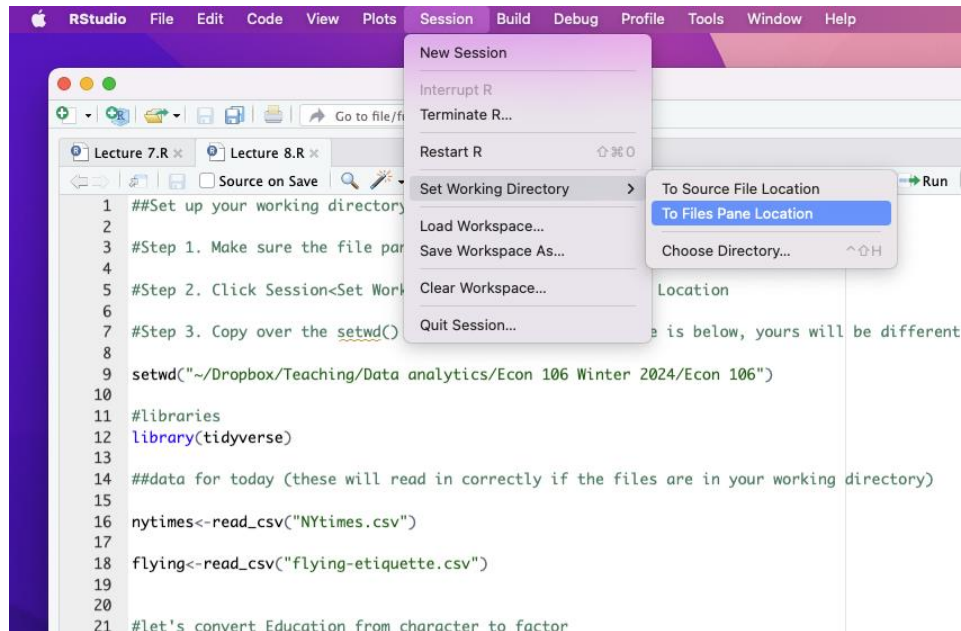 RStudio File Edit Code View Plots Session Build Debug Profile Tools Window Help
New Session
Interrupt R
Terminate R...
Restart R ⇧⌘0
Set Working Directory >
Load Workspace...
Save Workspace As...
Clear Workspace...
Quit Session...
To Source File Location
To Files Pane Location
Choose Directory... ^⇧H
Go to file/f
Lecture 7.R × Lecture 8.R ×
Source on Save Run
1 ##Set up your working directory
2
3 #Step 1. Make sure the file pa
4
5 #Step 2. Click Session<Set Work Location
6
7 #Step 3. Copy over the setwd() e is below, yours will be different
8
9 setwd("~/Dropbox/Teaching/Data analytics/Econ 106 Winter 2024/Econ 106")
10
11 #libraries
12 library(tidyverse)
13
14 ##data for today (these will read in correctly if the files are in your working directory)
15
16 nytimes<-read_csv("NYtimes.csv")
17
18 flying<-read_csv("flying-etiquette.csv")
19
20
21 #let's convert Education from character to factor